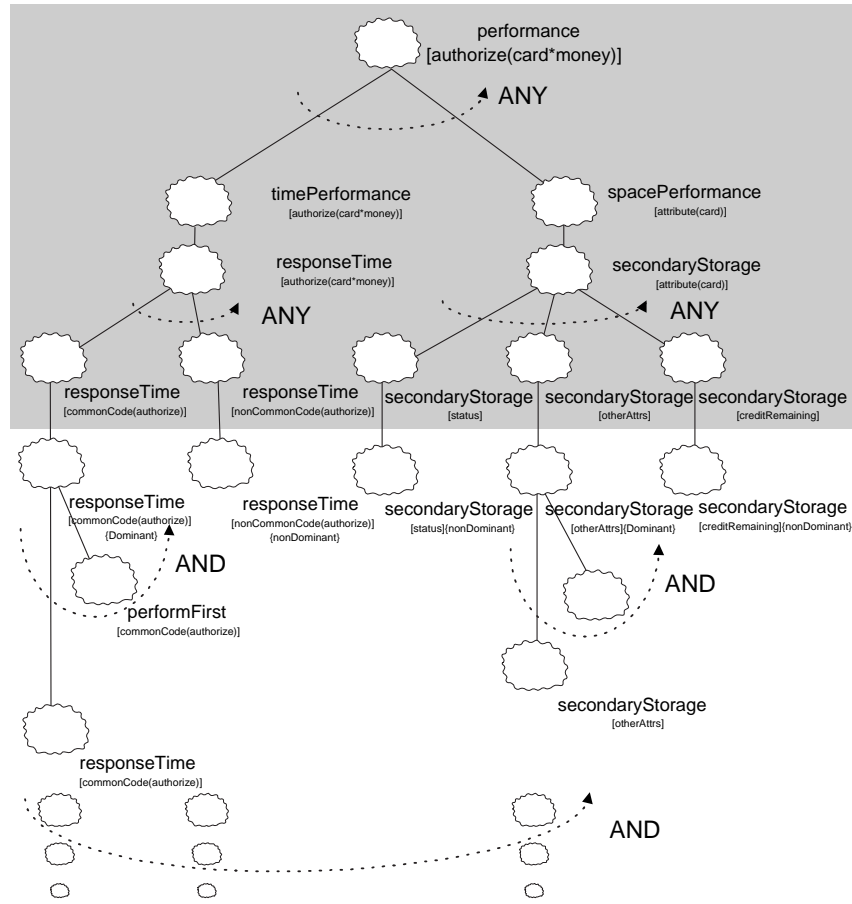 performance
[authorize(card*money)]
ANY
timePerformance
[authorize(card*money)]
spacePerformance
[attribute(card)]
responseTime
[authorize(card*money)]
secondaryStorage
[attribute(card)]
ANY
ANY
responseTime
[commonCode(authorize)]
responseTime
[nonCommonCode(authorize)]
secondaryStorage
[status]
secondaryStorage
[otherAttrs]
secondaryStorage
[creditRemaining]
responseTime
[commonCode(authorize)]
{Dominant}
responseTime
[nonCommonCode(authorize)]
{nonDominant}
secondaryStorage
[status]{nonDominant}
secondaryStorage
[otherAttrs]{Dominant}
secondaryStorage
[creditRemaining]{nonDominant}
AND
AND
performFirst
[commonCode(authorize)]
secondaryStorage
[otherAttrs]
responseTime
[commonCode(authorize)]
AND